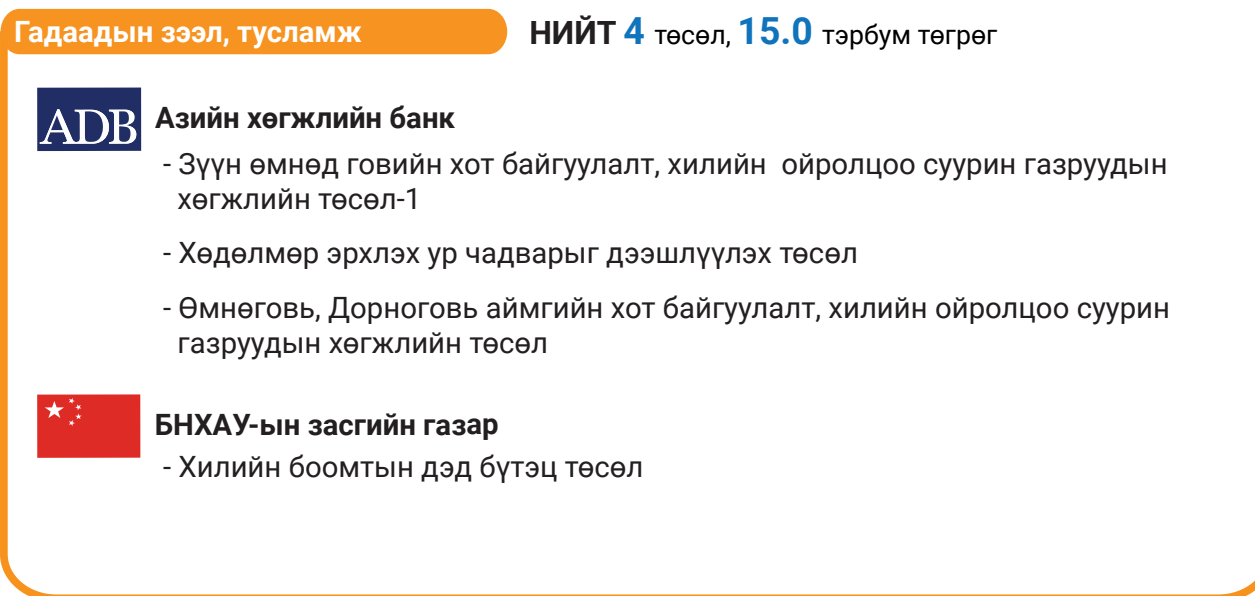 Гадаадын зээл, тусламж
НИЙТ 4 төсөл, 15.0 тэрбум төгрөг
ADB
Азийн хөгжлийн банк
- Зүүн өмнөд говийн хот байгуулалт, хилийн ойролцоо суурин газруудын
хөгжлийн төсөл-1
- Хөдөлмөр эрхлэх ур чадварыг дээшлүүлэх төсөл
- Өмнөговь, Дорноговь аймгийн хот байгуулалт, хилийн ойролцоо суурин
газруудын хөгжлийн төсөл
БНХАУ-ын засгийн газар
- Хилийн боомтын дэд бүтэц төсөл